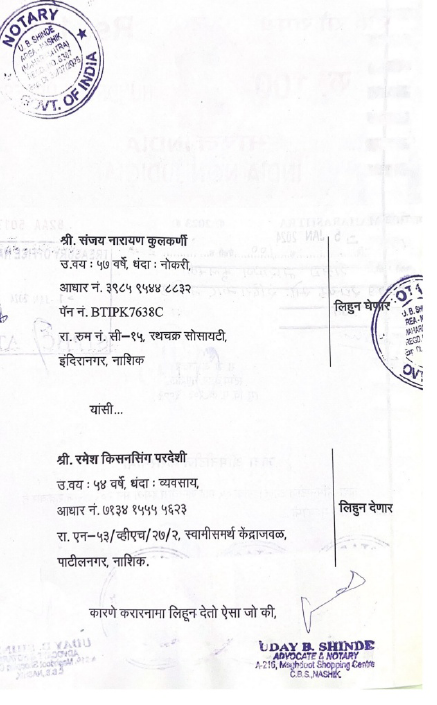 NOTARY
U.B. SHINDE
GOVT. OF INDIA
श्री. संजय नारायण कुलकर्णी
उ.वय : ५७ वर्षे, धंदा : नोकरी,
आधार नं. ३९८५ ९५४४ ८८३२
पॅन नं. BTIPK7638C
रा. रुम नं. सी-१५, रथचक्र सोसायटी,
इंदिरानगर, नाशिक
लिहुन घेणार
यांसी...
श्री. रमेश किसनसिंग परदेशी
उ.वय : ५४ वर्षे, धंदा : व्यवसाय,
आधार नं. ७१३४ १५५५ ५६२३
रा. एन-५३/व्हीएच/२७/२, स्वामीसमर्थ केंद्राजवळ,
पाटीलनगर, नाशिक.
लिहुन देणार
कारणे करारनामा लिहून देतो ऐसा जो की,
UDAY B. SHINDE
ADVOCATE & NOTARY
A-216, Meghdoot Shopping Centre
C.B.S., NASHIK